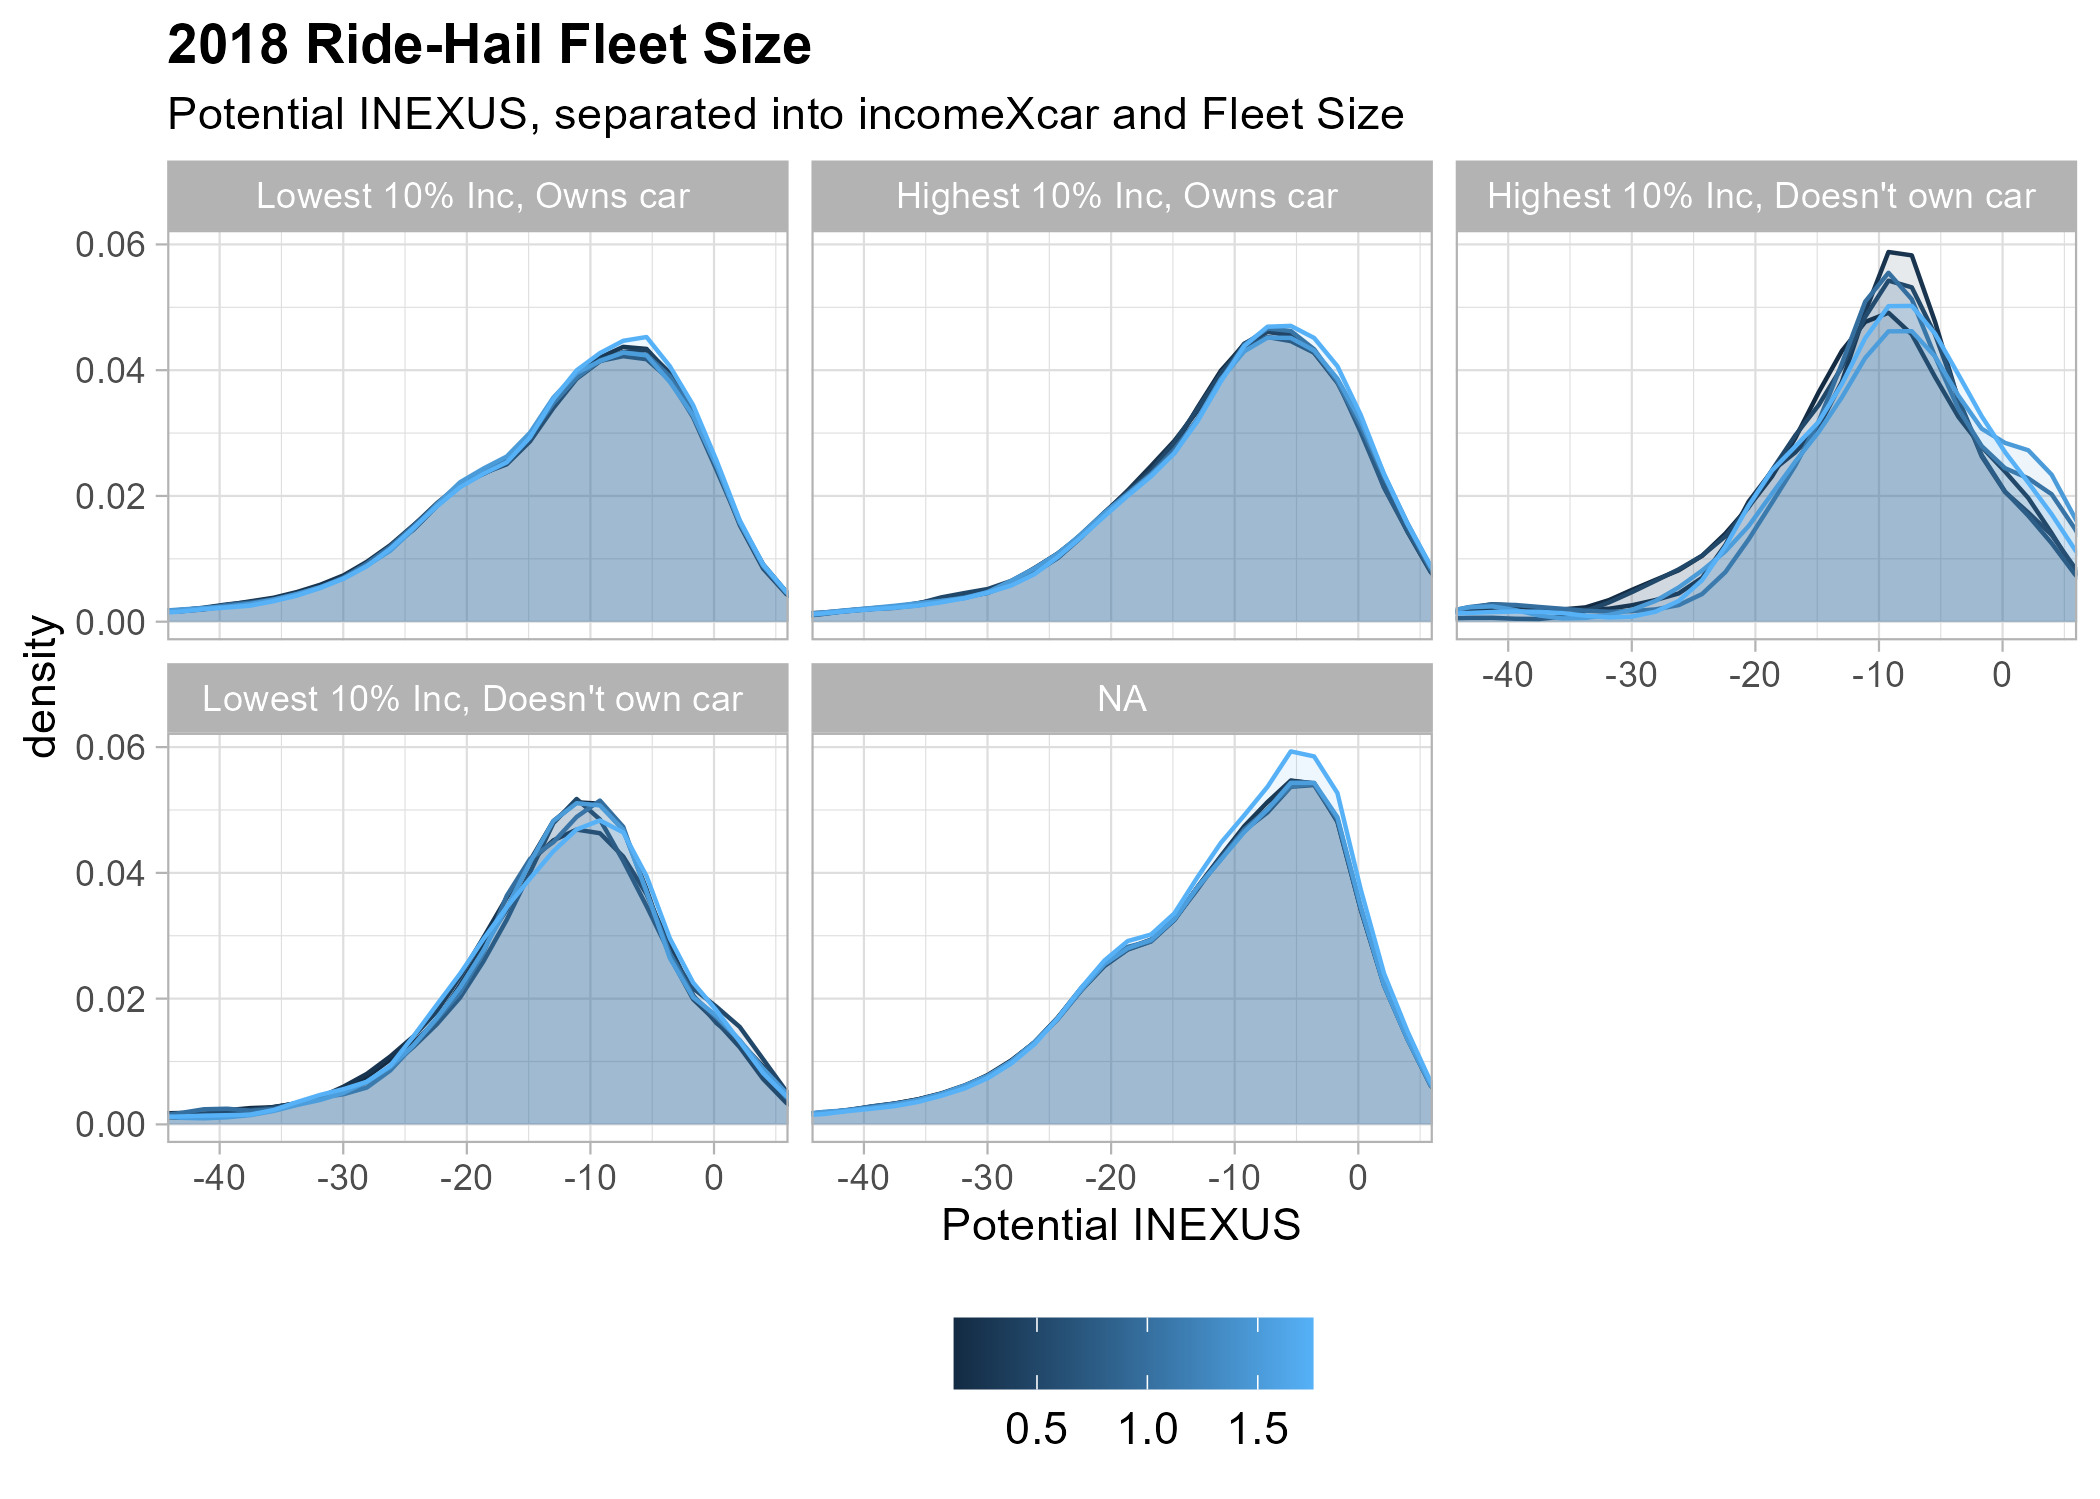 2018 Ride-Hail Fleet Size
Potential INEXUS, separated into incomeXcar and Fleet Size
Lowest 10% Inc, Owns car
Highest 10% Inc, Owns car
Highest 10% Inc, Doesn't own car
0.06
0.04
0.02
0.00
-40 -30 -20 -10 0
Lowest 10% Inc, Doesn't own car
NA
density
0.06
0.04
0.02
0.00
-40 -30 -20 -10 0
-40 -30 -20 -10 0
Potential INEXUS
0.5 1.0 1.5